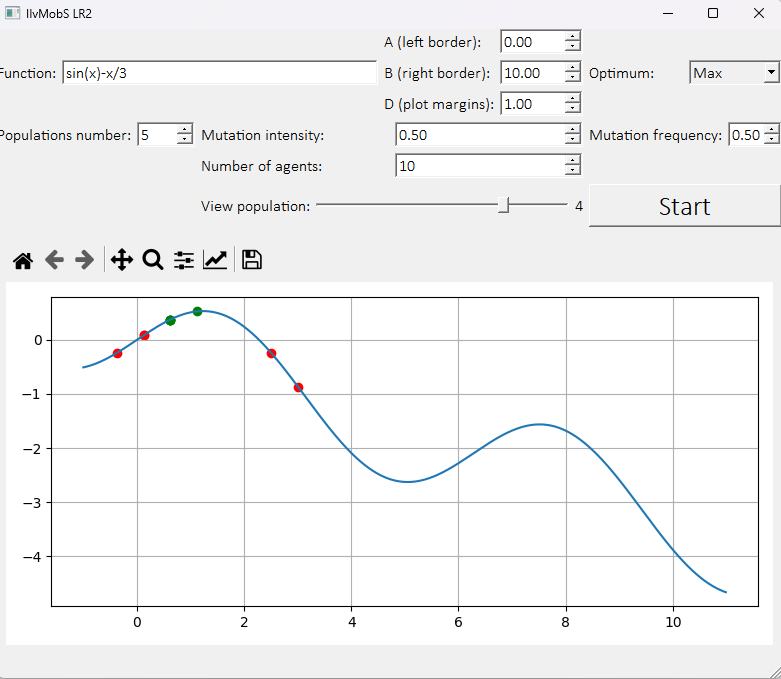 IlvMobS LR2
A (left border): 0.00
Function: sin(x)-x/3 B (right border): 10.00 Optimum: Max
D (plot margins): 1.00
Populations number: 5 Mutation intensity: 0.50 Mutation frequency: 0.50
Number of agents: 10
View population: 4 Start
0
−1
−2
−3
−4
0 2 4 6 8 10